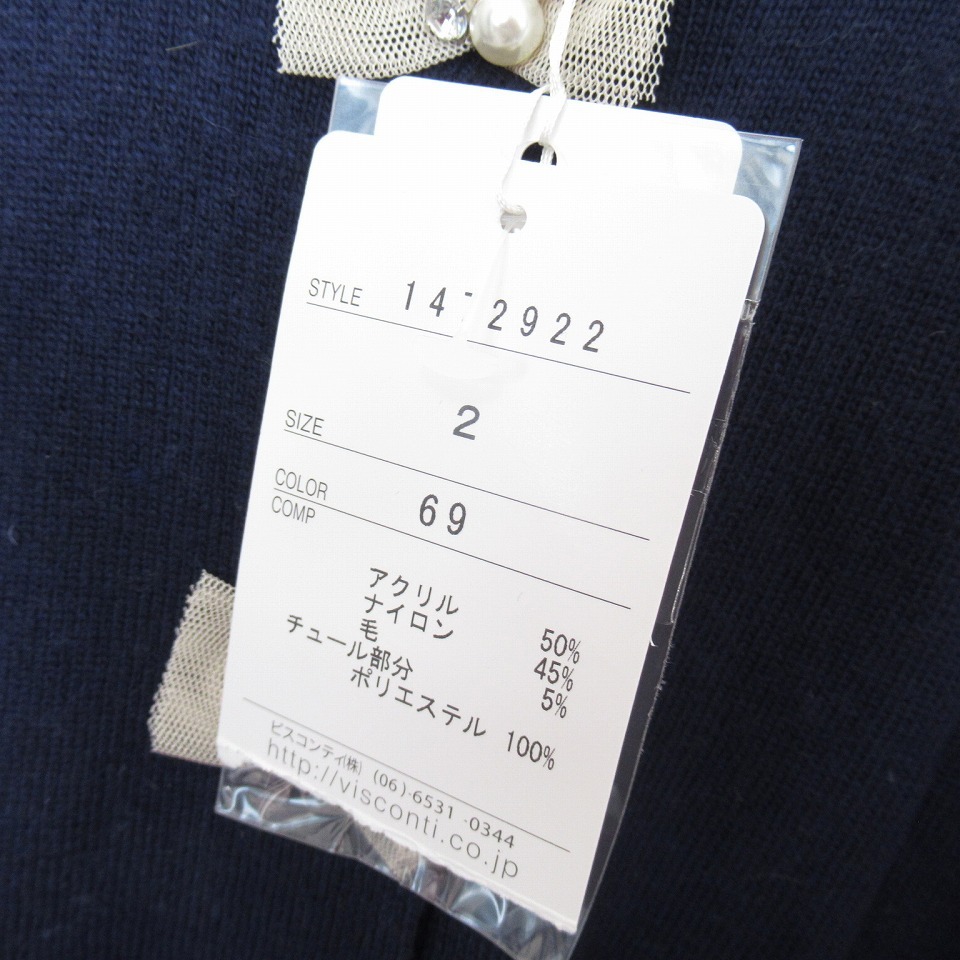 STYLE 14-2922
SIZE 2
COLOR 69
COMP
アクリル 50%
ナイロン 45%
毛 5%
チュール部分
ポリエステル 100%
ビスコンティ㈱ (06)-6531-0344
http://visconti.co.jp